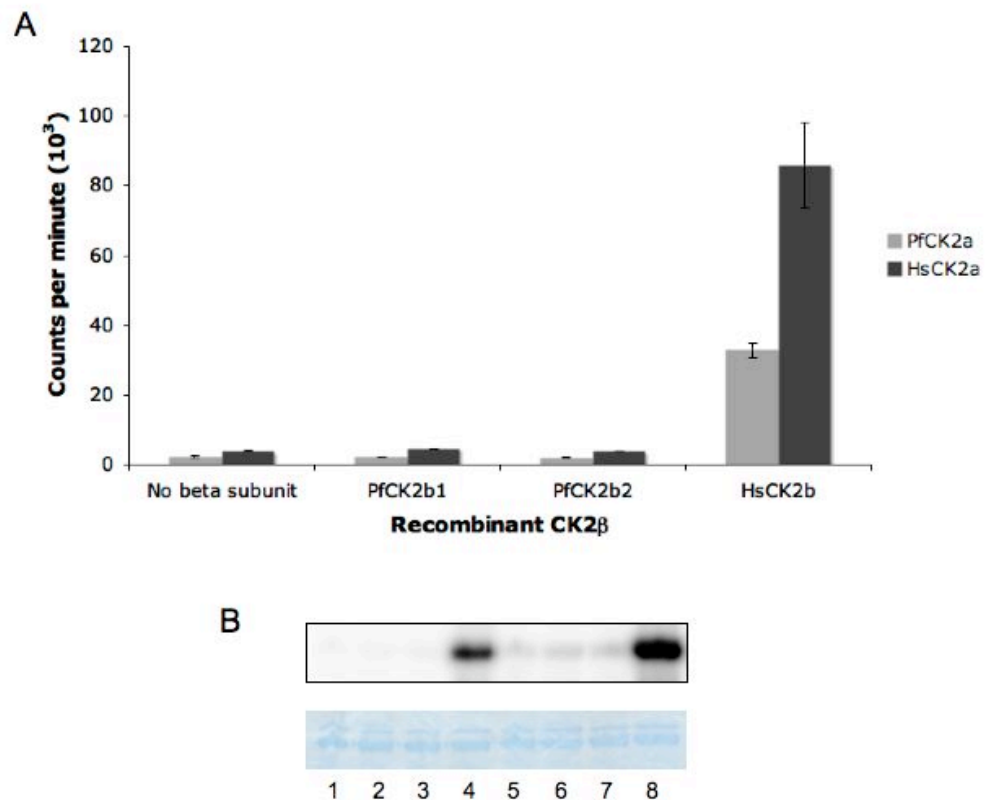 A
120
100
80
60
40
20
0
Counts per minute (10³)
No beta subunit PfCK2b1 PfCK2b2 HsCK2b
Recombinant CK2β
PfCK2a
HsCK2a
B
1 2 3 4 5 6 7 8